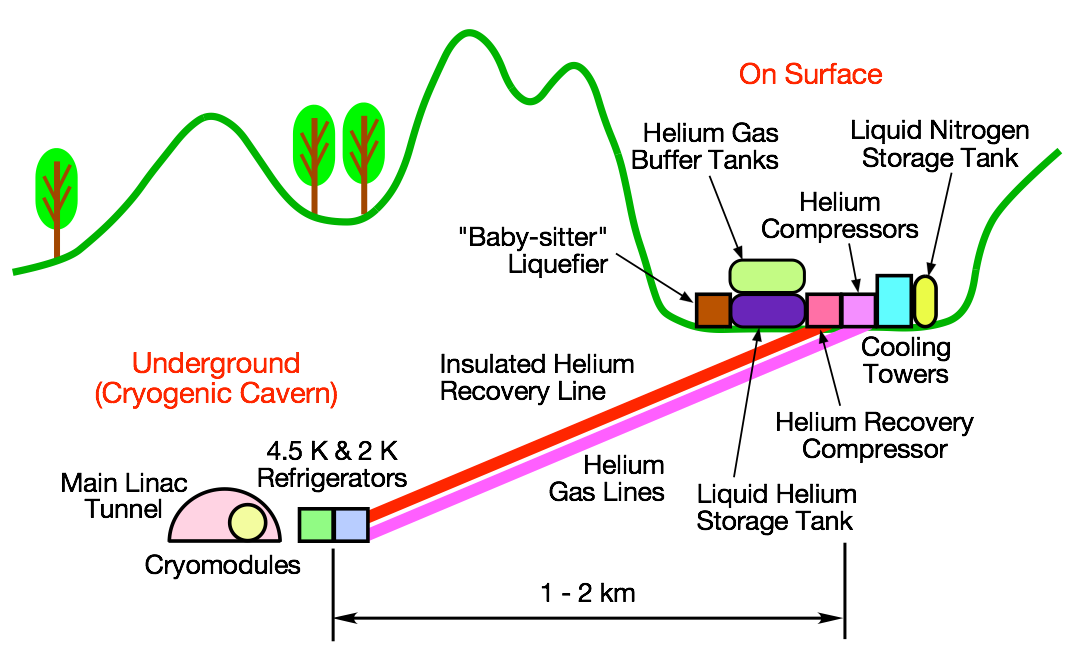 On Surface
Helium Gas
Buffer Tanks
Liquid Nitrogen
Storage Tank
Helium
Compressors
"Baby-sitter"
Liquefier
Underground
(Cryogenic Cavern)
Insulated Helium
Recovery Line
Cooling
Towers
Helium Recovery
Compressor
4.5 K & 2 K
Refrigerators
Helium
Gas Lines
Liquid Helium
Storage Tank
Main Linac
Tunnel
Cryomodules
1 - 2 km